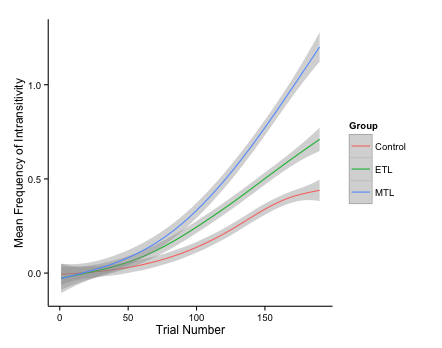 Mean Frequency of Intransitivity
1.0
0.5
0.0
0
50
100
150
Trial Number
Group
Control
ETL
MTL